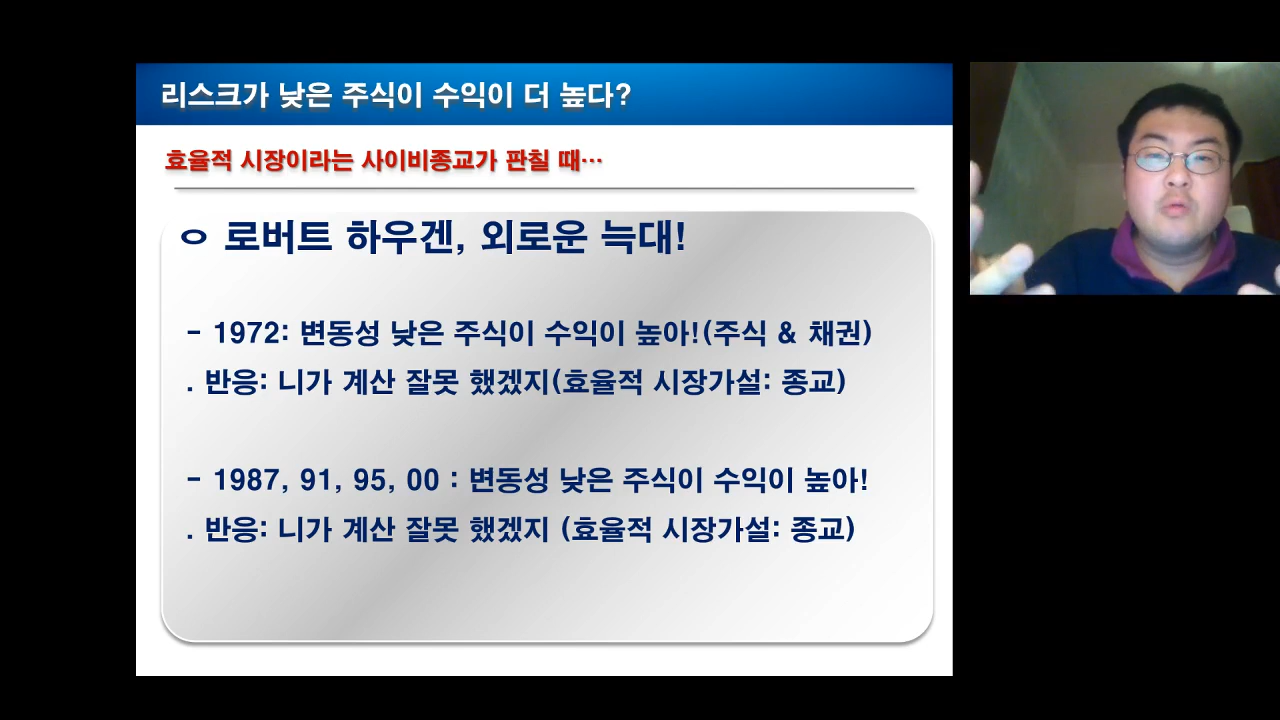 리스크가 낮은 주식이 수익이 더 높다?
효율적 시장이라는 사이비종교가 판칠 때…
ㅇ 로버트 하우겐, 외로운 늑대!
- 1972: 변동성 낮은 주식이 수익이 높아!(주식 & 채권)
. 반응: 니가 계산 잘못 했겠지(효율적 시장가설: 종교)
- 1987, 91, 95, 00 : 변동성 낮은 주식이 수익이 높아!
. 반응: 니가 계산 잘못 했겠지 (효율적 시장가설: 종교)